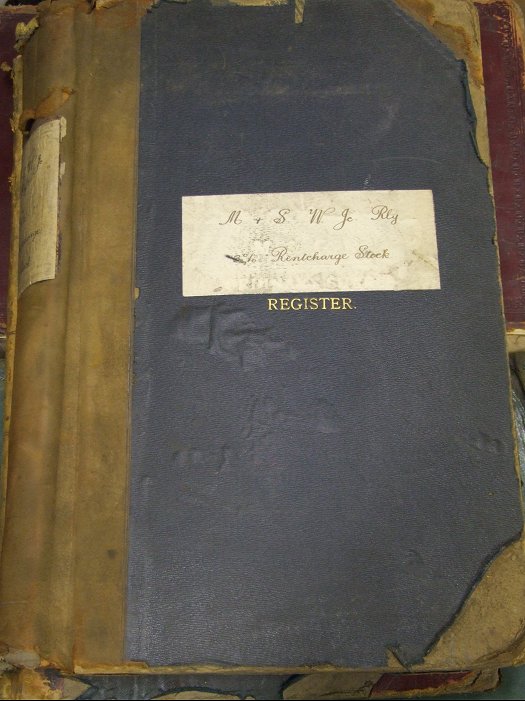 M & S W Jc Rly
Rentcharge Stock
REGISTER.